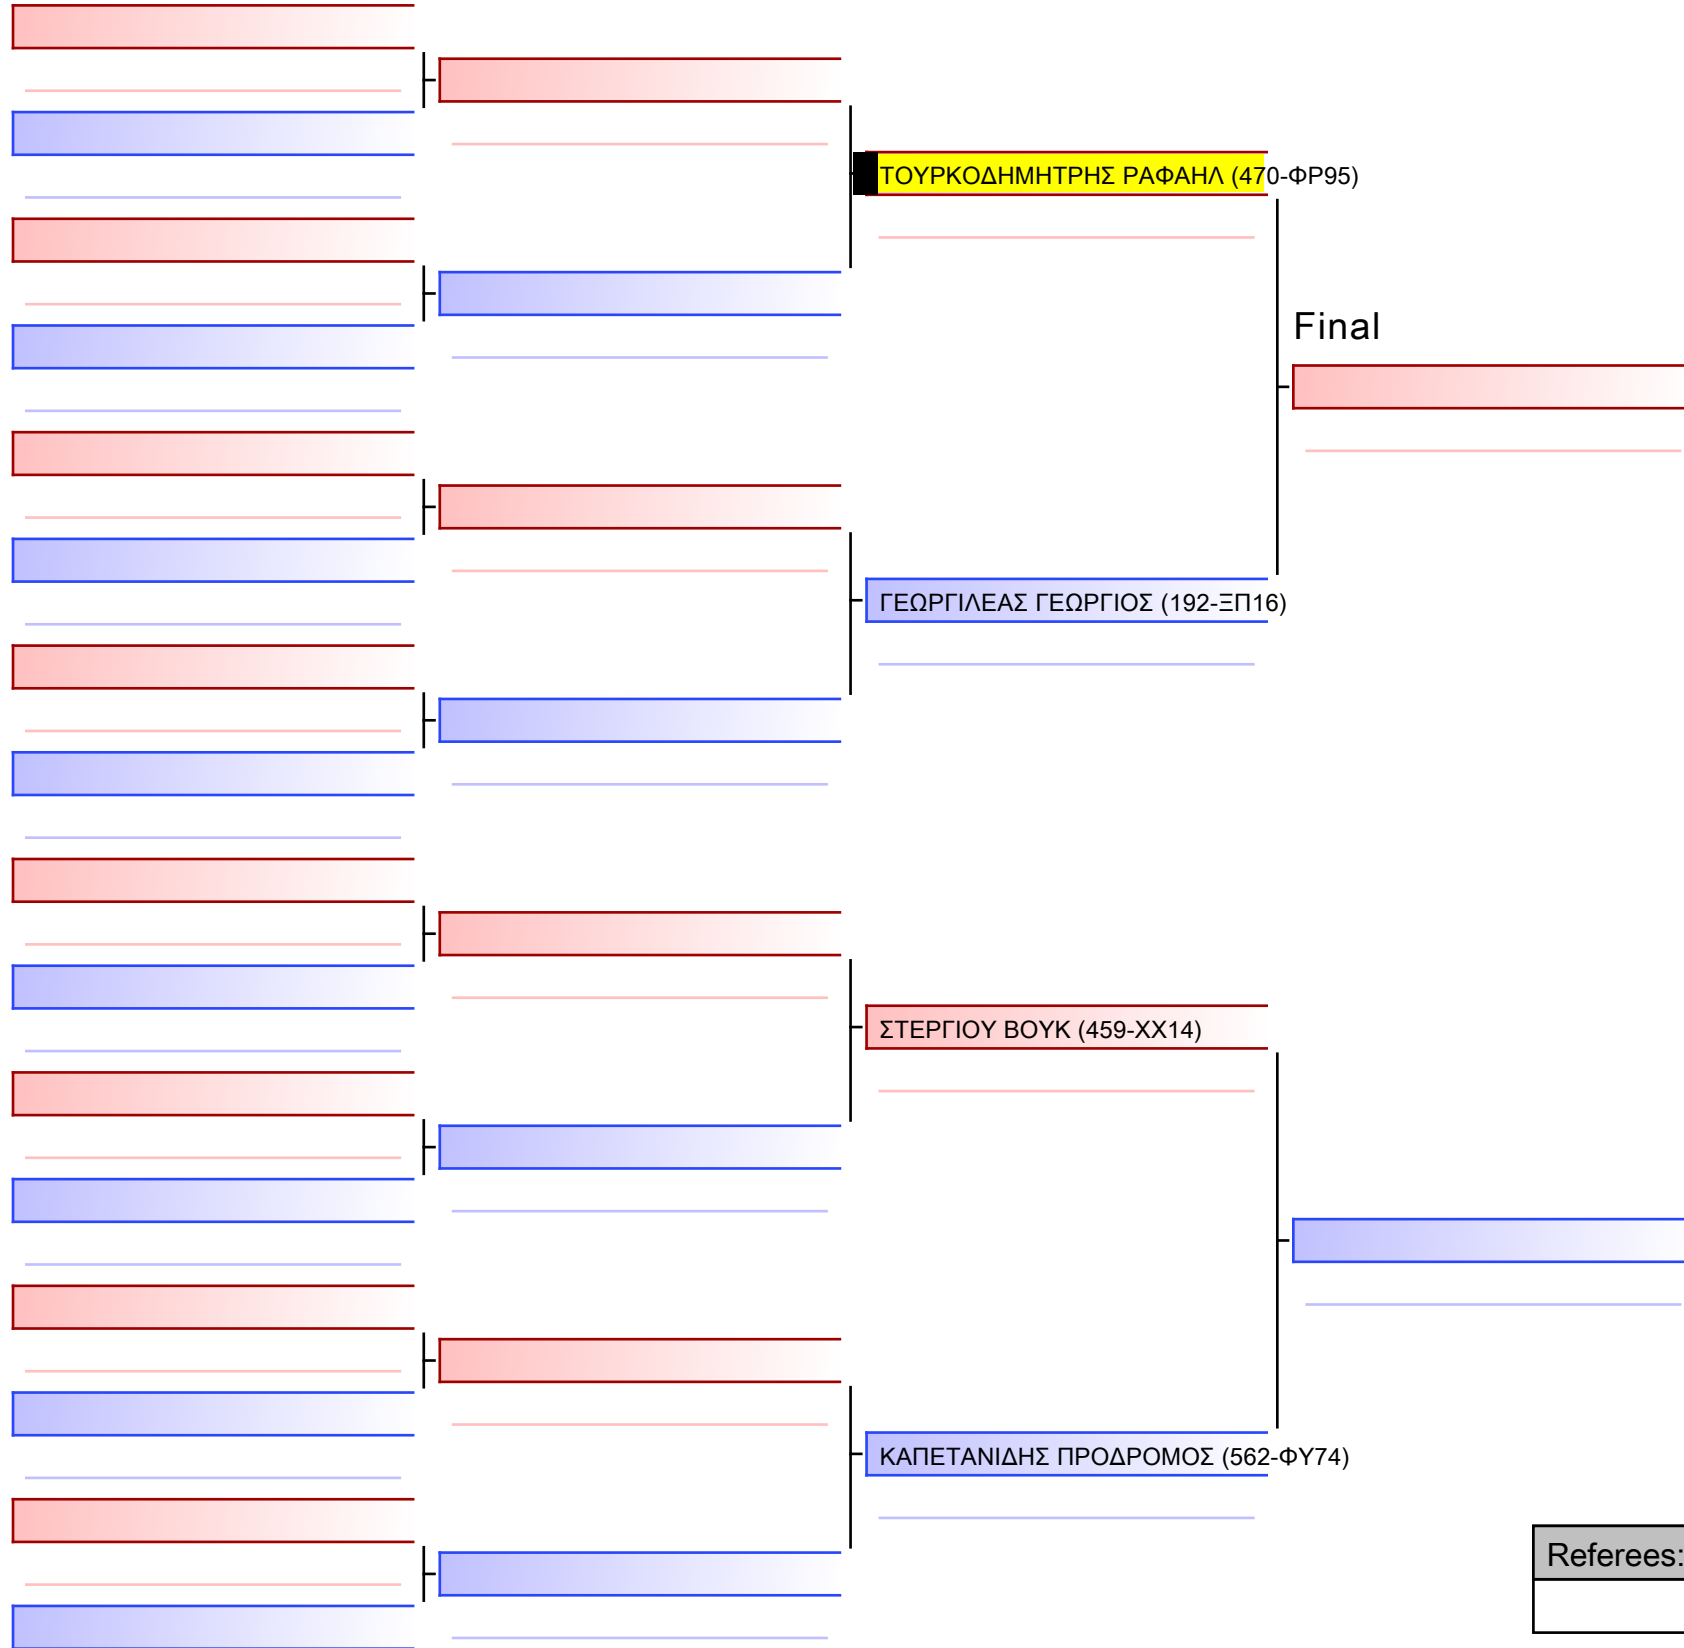 ΤΟΥΡΚΟΔΗΜΗΤΡΗΣ ΡΑΦΑΗΛ (470-ΦΡ95)
Final
ΓΕΩΡΓΙΛΕΑΣ ΓΕΩΡΓΙΟΣ (192-ΞΠ16)
ΣΤΕΡΓΙΟΥ ΒΟΥΚ (459-ΧΧ14)
ΚΑΠΕΤΑΝΙΔΗΣ ΠΡΟΔΡΟΜΟΣ (562-ΦΥ74)
Referees: